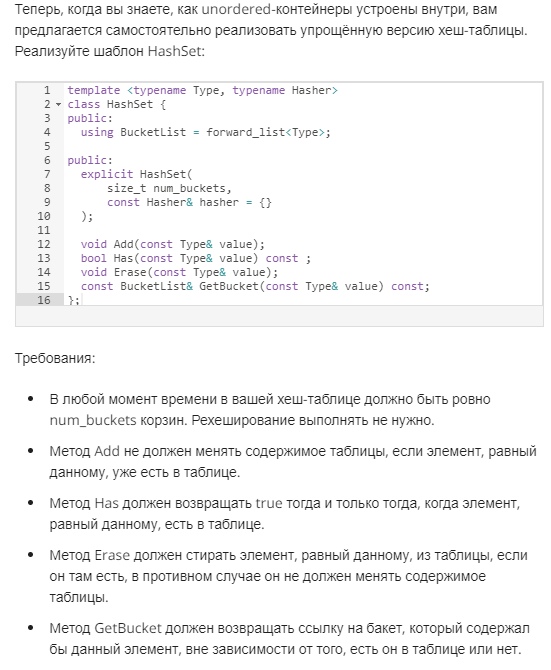 Теперь, когда вы знаете, как unordered-контейнеры устроены внутри, вам
предлагается самостоятельно реализовать упрощённую версию хеш-таблицы.
Реализуйте шаблон HashSet:
1 template <typename Type, typename Hasher>
2 class HashSet {
3 public:
4   using BucketList = forward_list<Type>;
5
6 public:
7   explicit HashSet(
8       size_t num_buckets,
9       const Hasher& hasher = {}
10   );
11
12   void Add(const Type& value);
13   bool Has(const Type& value) const ;
14   void Erase(const Type& value);
15   const BucketList& GetBucket(const Type& value) const;
16 };
Требования:
• В любой момент времени в вашей хеш-таблице должно быть ровно
num_buckets корзин. Рехеширование выполнять не нужно.
• Метод Add не должен менять содержимое таблицы, если элемент, равный
данному, уже есть в таблице.
• Метод Has должен возвращать true тогда и только тогда, когда элемент,
равный данному, есть в таблице.
• Метод Erase должен стирать элемент, равный данному, из таблицы, если
он там есть, в противном случае он не должен менять содержимое
таблицы.
• Метод GetBucket должен возвращать ссылку на бакет, который содержал
бы данный элемент, вне зависимости от того, есть он в таблице или нет.